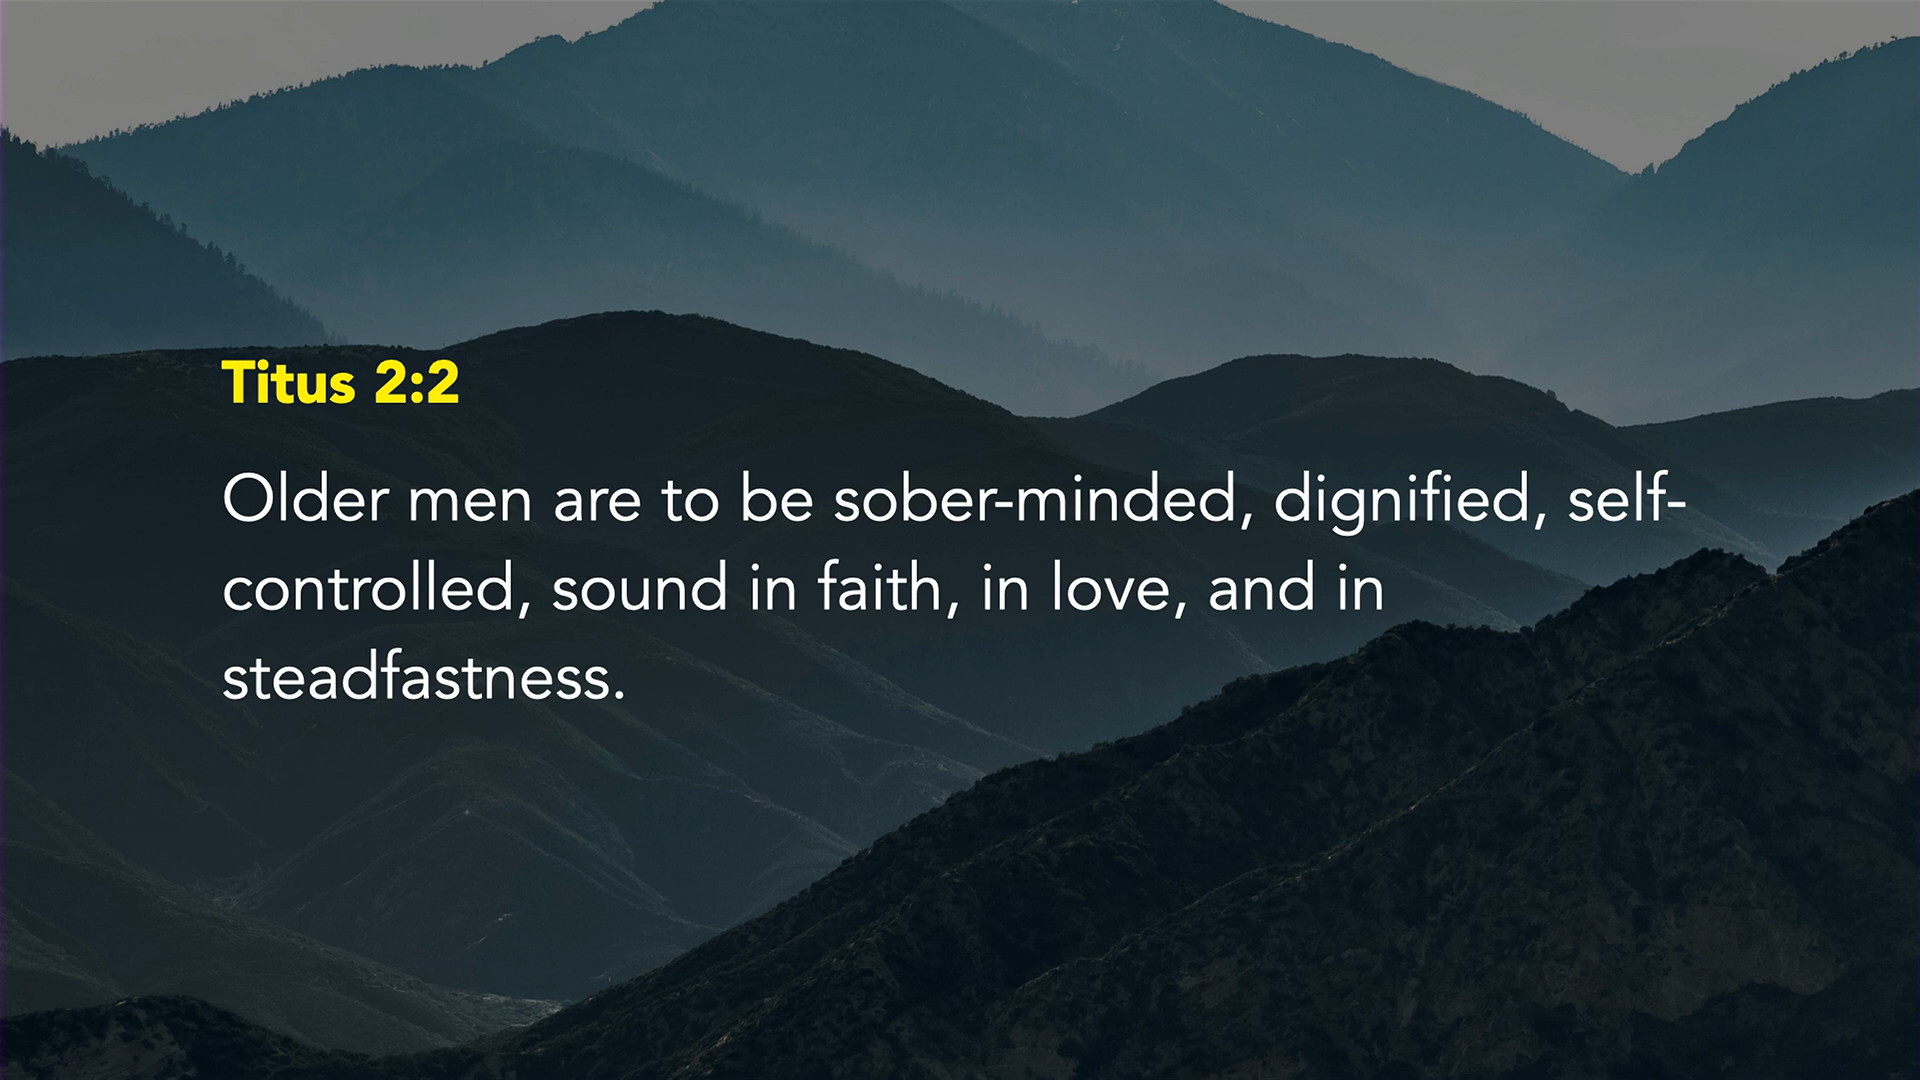 Titus 2:2
Older men are to be sober-minded, dignified, self-
controlled, sound in faith, in love, and in
steadfastness.